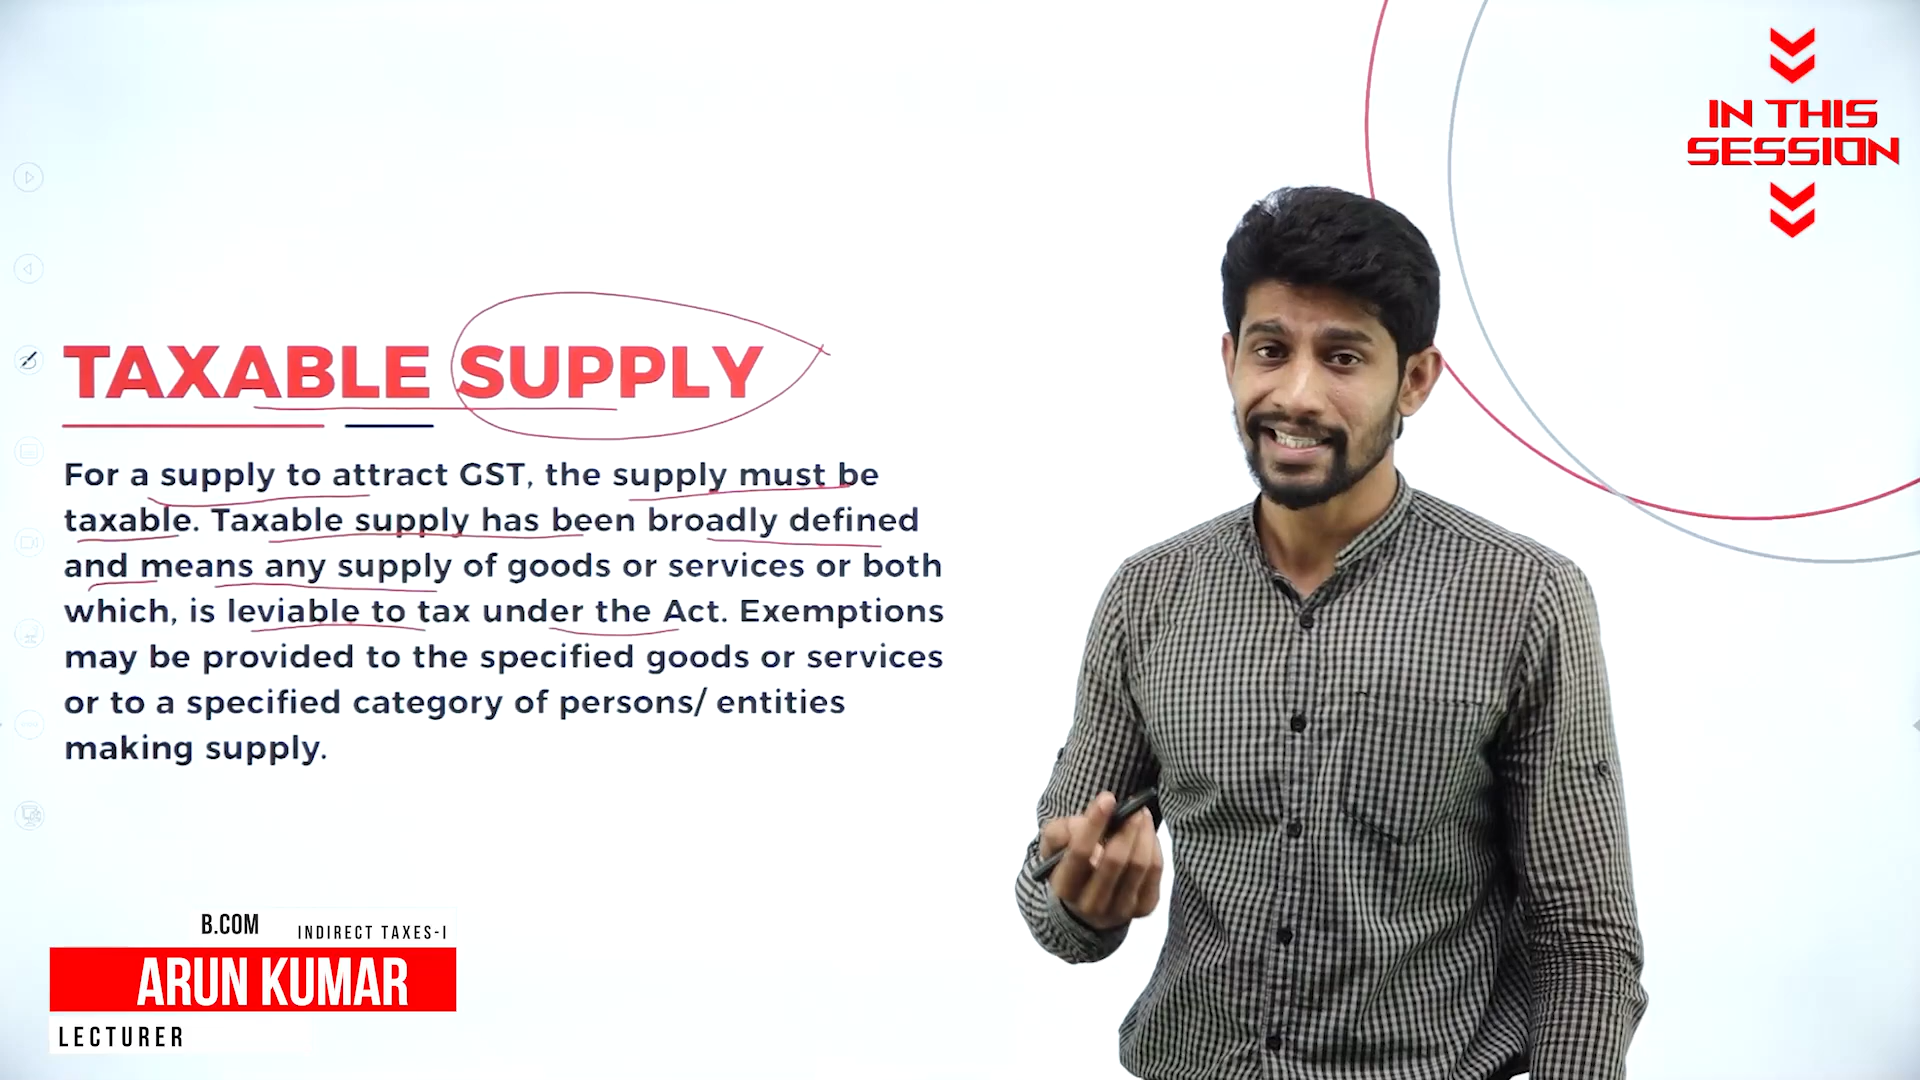 IN THIS
SESSION
TAXABLE SUPPLY
For a supply to attract GST, the supply must be
taxable. Taxable supply has been broadly defined
and means any supply of goods or services or both
which, is leviable to tax under the Act. Exemptions
may be provided to the specified goods or services
or to a specified category of persons/ entities
making supply.
B.COM INDIRECT TAXES-I
ARUN KUMAR
LECTURER